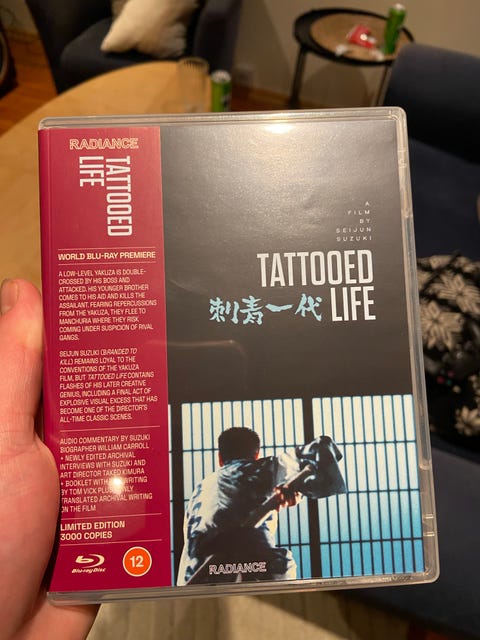 RADIANCE
TATTOOED
LIFE
WORLD BLU-RAY PREMIERE
A LOW-LEVEL YAKUZA IS DOUBLE-
CROSSED BY HIS BOSS AND
ATTACKED. HIS YOUNGER BROTHER
COMES TO HIS AID AND KILLS THE
ASSAILANT. FEARING REPERCUSSIONS
FROM THE YAKUZA, THEY FLEE TO
MANCHURIA WHERE THEY RISK
COMING UNDER SUSPICION OF RIVAL
GANGS.
SEIJUN SUZUKI (BRANDED TO
KILL) REMAINS LOYAL TO THE
CONVENTIONS OF THE YAKUZA
FILM, BUT TATTOOED LIFE CONTAINS
FLASHES OF HIS LATER CREATIVE
GENIUS, INCLUDING A FINAL ACT OF
EXPLOSIVE VISUAL EXCESS THAT HAS
BECOME ONE OF THE DIRECTOR'S
ALL-TIME CLASSIC SCENES.
AUDIO COMMENTARY BY SUZUKI
BIOGRAPHER WILLIAM CARROLL
+ NEWLY EDITED ARCHIVAL
INTERVIEWS WITH SUZUKI AND
ART DIRECTOR TAKEO KIMURA
+ BOOKLET WITH WRITING
BY TOM VICK PLUS
TRANSLATED ARCHIVAL WRITING
ON THE FILM
LIMITED EDITION
3000 COPIES
Blu-ray Disc
12
A
FILM
BY
SEIJUN
SUZUKI
TATTOOED
刺青一代 LIFE
RADIANCE